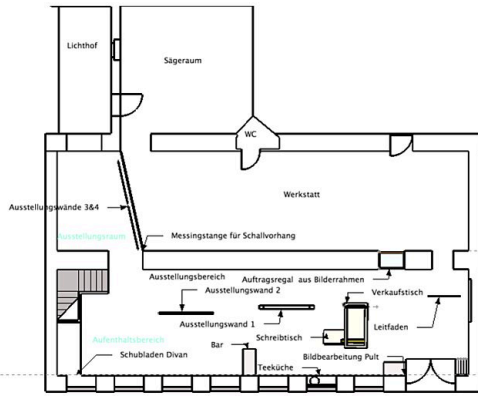 Lichthof
Sägeraum
WC
Werkstatt
Ausstellungswände 3&4
Ausstellungsraum
Messingstange für Schallvorhang
Ausstellungsbereich
Auftragsregal aus Bilderrahmen
Ausstellungswand 2
Verkaufstisch
Ausstellungswand 1
Leitfaden
Schreibtisch
Aufenthaltsbereich
Bar
Schubladen Divan
Bildbearbeitung Pult
Teeküche